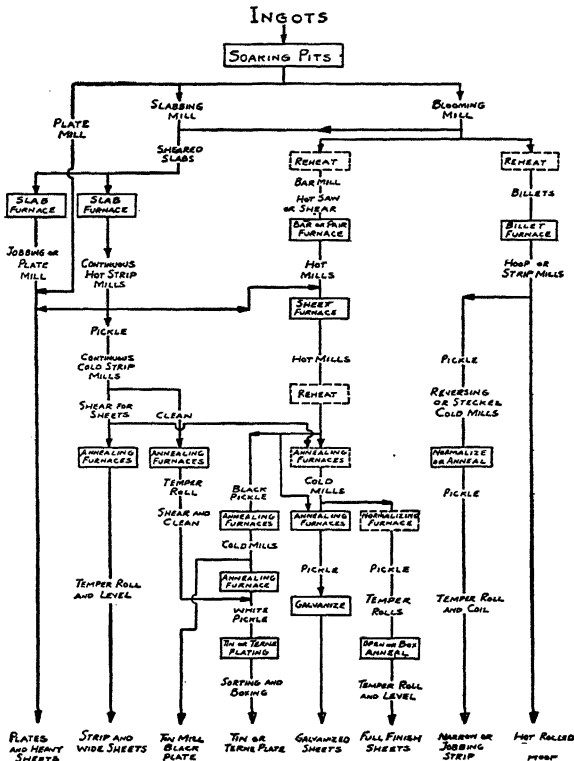 INGOTS
SOAKING PITS
PLATE
MILL
SLABBING
MILL
BLOOMING
MILL
SHEARED
SLABS
REHEAT
REHEAT
BAR MILL
HOT SAW
OR SHEAR
BILLETS
SLAB
FURNACE
SLAB
FURNACE
BAR OR PAIR
FURNACE
BILLET
FURNACE
JOBBING OR
PLATE
MILL
CONTINUOUS
HOT STRIP
MILLS
HOT
MILLS
HOOP OR
STRIP MILLS
SHEET
FURNACE
PICKLE
CONTINUOUS
COLD STRIP
MILLS
HOT MILLS
PICKLE
REHEAT
REVERSING
OR STECKEL
COLD MILLS
SHEAR FOR
SHEETS
CLEAN
ANNEALING
FURNACES
ANNEALING
FURNACES
ANNEALING
FURNACES
NORMALIZE
OR ANNEAL
TEMPER
ROLL
SHEAR AND
CLEAN
BLACK
PICKLE
COLD
MILLS
PICKLE
ANNEALING
FURNACES
ANNEALING
FURNACES
NORMALIZING
FURNACE
COLD MILLS
TEMPER ROLL
AND LEVEL
ANNEALING
FURNACE
PICKLE
PICKLE
WHITE
PICKLE
GALVANIZE
TEMPER
ROLLS
TEMPER ROLL
AND COIL
TIN OR TERNE
PLATING
OPEN OR BOX
ANNEAL
SORTING AND
BOXING
TEMPER ROLL
AND LEVEL
PLATES
AND HEAVY
SHEETS
STRIP AND
WIDE SHEETS
TIN MILL
BLACK
PLATE
TIN OR
TERNE PLATE
GALVANIZED
SHEETS
FULL FINISH
SHEETS
NARROW OR
JOBBING
STRIP
HOT ROLLED